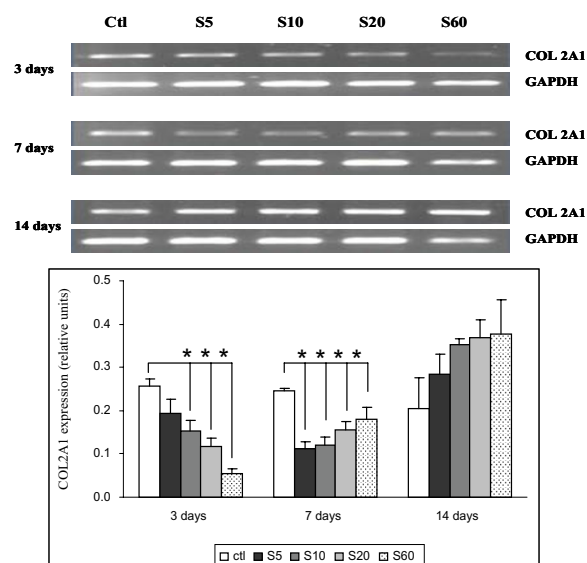 Ctl S5 S10 S20 S60
COL 2A1
3 days
GAPDH
COL 2A1
7 days
GAPDH
COL 2A1
14 days
GAPDH
COL2A1 expression (relative units)
0.5
0.4
0.3
0.2
0.1
0.0
* * *
* * * *
3 days 7 days 14 days
ctl S5 S10 S20 S60